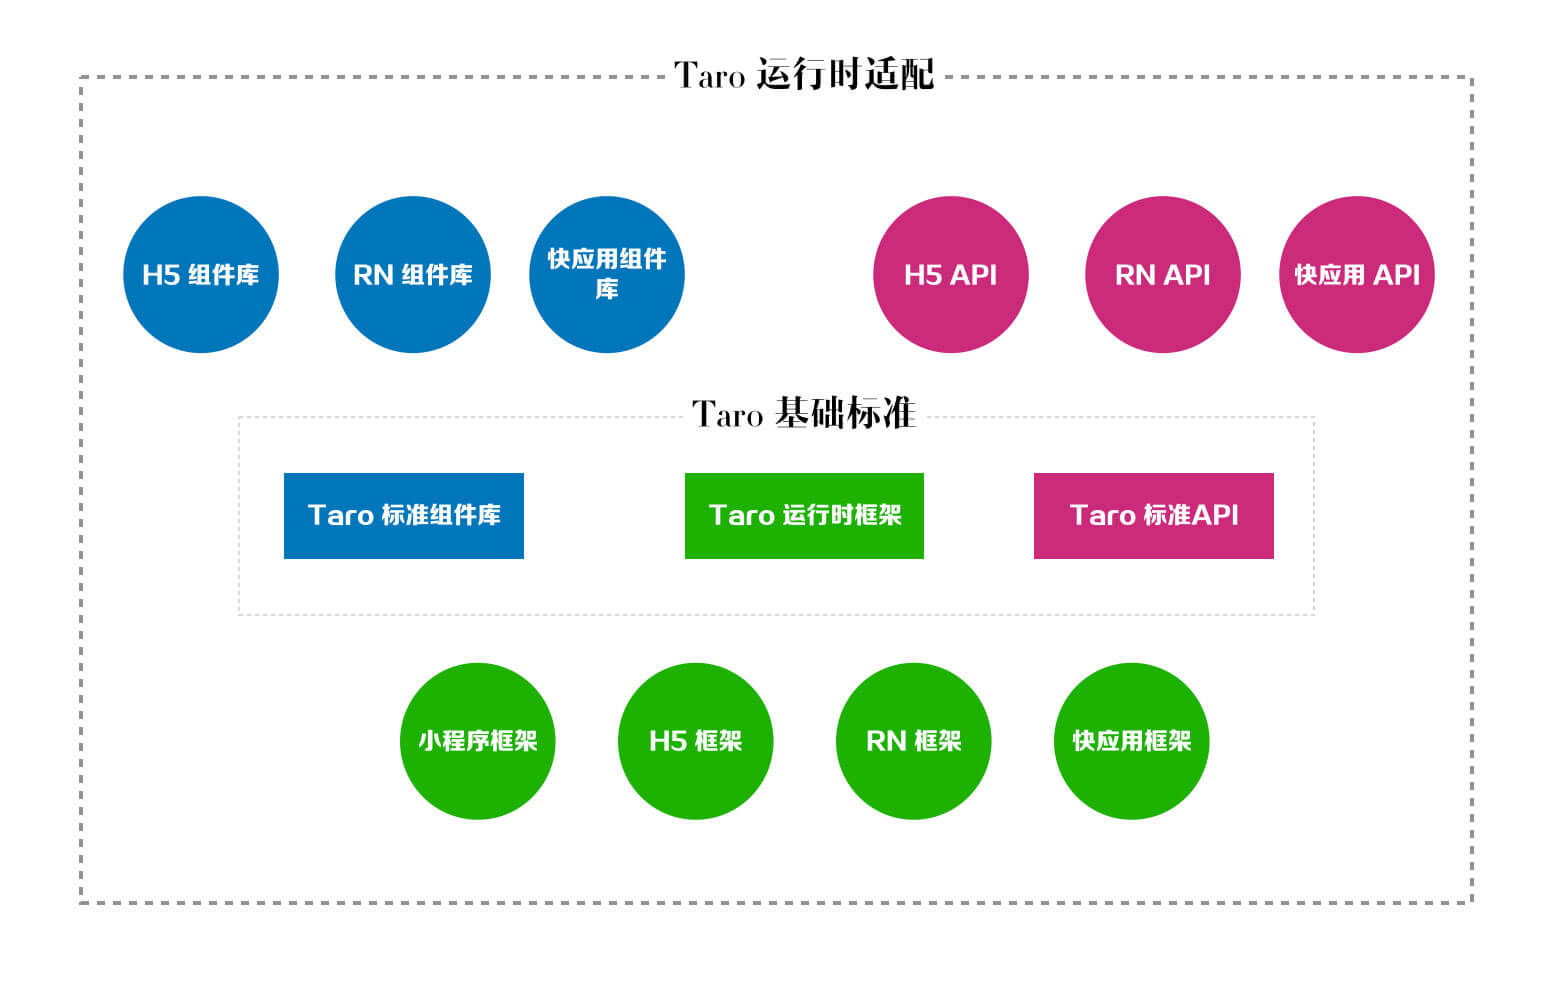 Taro 运行时适配
H5 组件库
RN 组件库
快应用组件
库
H5 API
RN API
快应用 API
Taro 基础标准
Taro 标准组件库
Taro 运行时框架
Taro 标准API
小程序框架
H5 框架
RN 框架
快应用框架